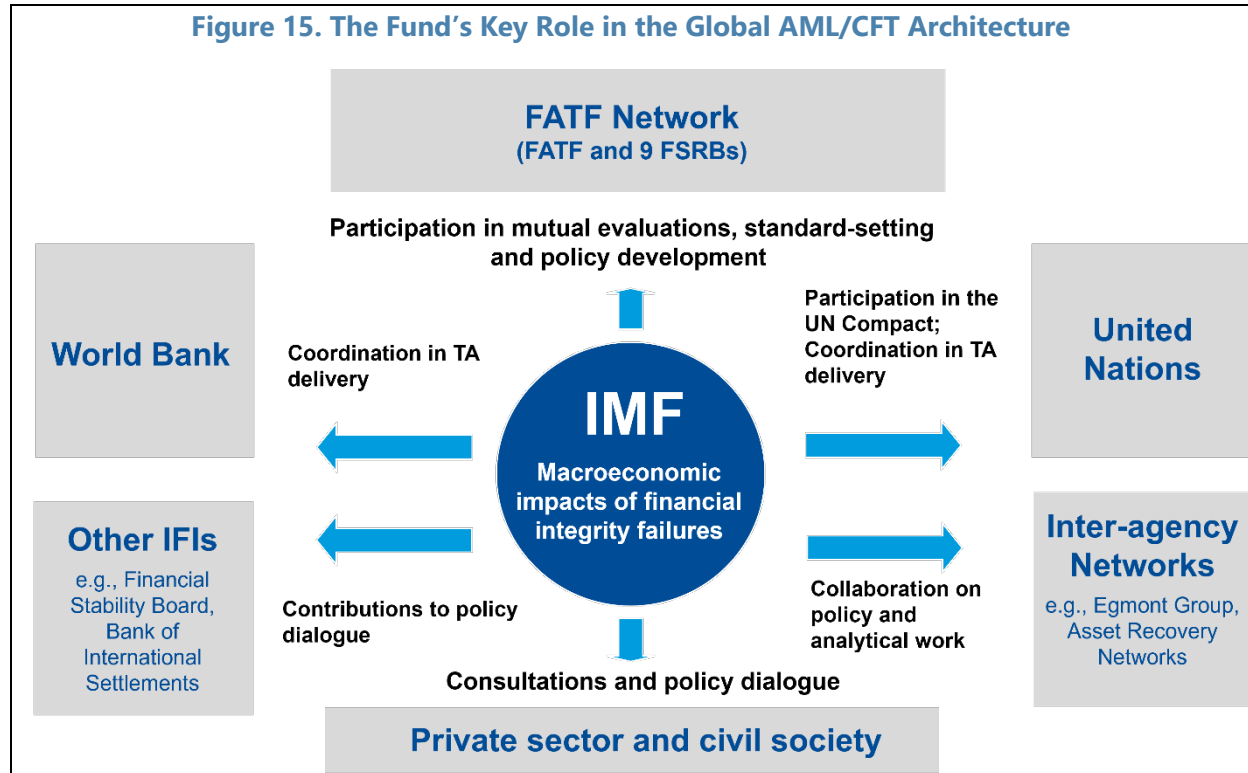 Figure 15. The Fund's Key Role in the Global AML/CFT Architecture
FATF Network
(FATF and 9 FSRBs)
Participation in mutual evaluations, standard-setting
and policy development
World Bank
Coordination in TA
delivery
Participation in the
UN Compact;
Coordination in TA
delivery
United
Nations
IMF
Macroeconomic
impacts of financial
integrity failures
Other IFIs
e.g., Financial
Stability Board,
Bank of
International
Settlements
Contributions to policy
dialogue
Collaboration on
policy and
analytical work
Inter-agency
Networks
e.g., Egmont Group,
Asset Recovery
Networks
Consultations and policy dialogue
Private sector and civil society